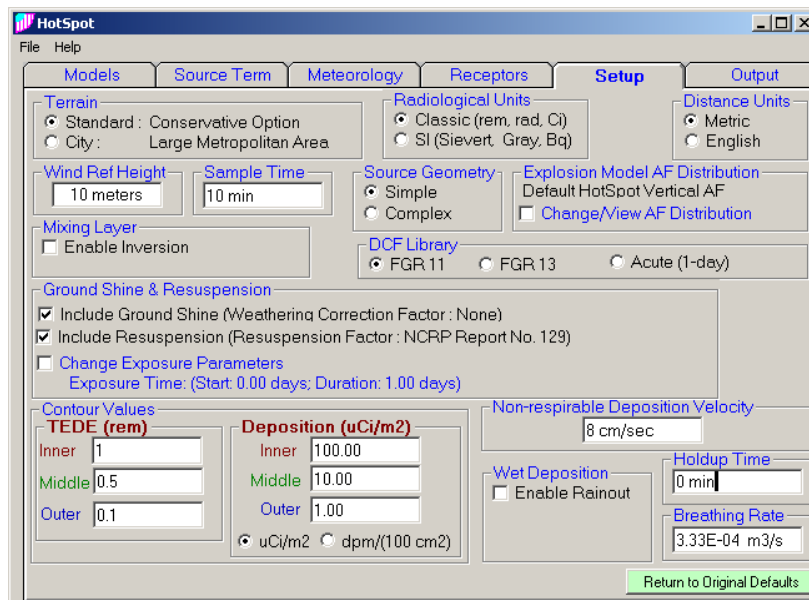 HotSpot
File Help
Models Source Term Meteorology Receptors Setup Output
Terrain
Standard : Conservative Option
City : Large Metropolitan Area
Radiological Units
Classic (rem, rad, Ci)
SI (Sievert, Gray, Bq)
Distance Units
Metric
English
Wind Ref Height
10 meters
Sample Time
10 min
Source Geometry
Simple
Complex
Explosion Model AF Distribution
Default HotSpot Vertical AF
Change/View AF Distribution
Mixing Layer
Enable Inversion
DCF Library
FGR 11 FGR 13 Acute (1-day)
Ground Shine & Resuspension
Include Ground Shine (Weathering Correction Factor : None)
Include Resuspension (Resuspension Factor : NCRP Report No. 129)
Change Exposure Parameters
Exposure Time: (Start: 0.00 days; Duration: 1.00 days)
Contour Values
TEDE (rem)
Inner 1
Middle 0.5
Outer 0.1
Deposition (uCi/m2)
Inner 100.00
Middle 10.00
Outer 1.00
uCi/m2 dpm/(100 cm2)
Non-respirable Deposition Velocity
8 cm/sec
Wet Deposition
Enable Rainout
Holdup Time
0 min
Breathing Rate
3.33E-04 m3/s
Return to Original Defaults